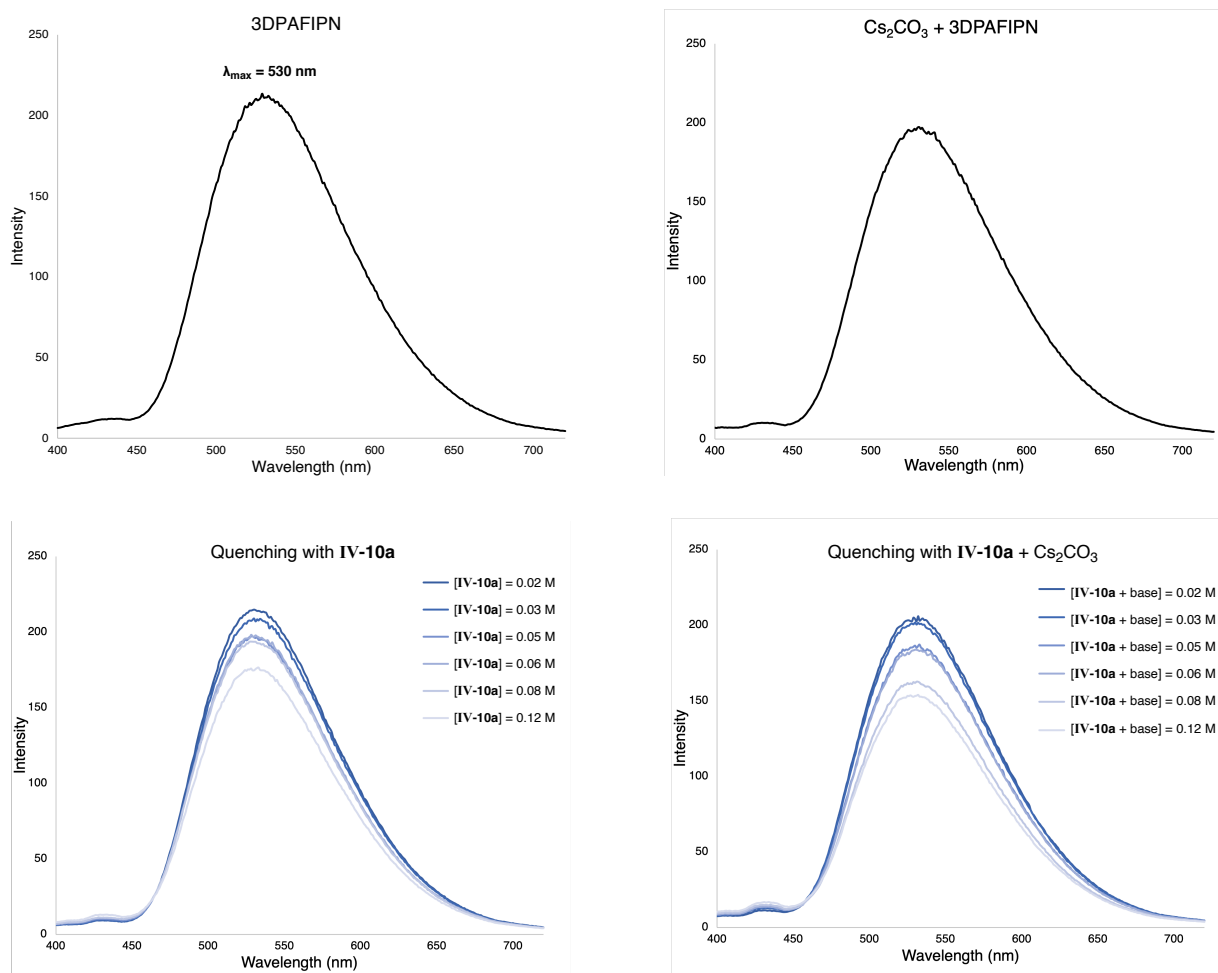 3DPAFIPN
λmax = 530 nm
Intensity
250
200
150
100
50
0
400 450 500 550 600 650 700
Wavelength (nm)
Cs2CO3 + 3DPAFIPN
Intensity
250
200
150
100
50
0
400 450 500 550 600 650 700
Wavelength (nm)
Quenching with IV-10a
[IV-10a] = 0.02 M
[IV-10a] = 0.03 M
[IV-10a] = 0.05 M
[IV-10a] = 0.06 M
[IV-10a] = 0.08 M
[IV-10a] = 0.12 M
Intensity
250
200
150
100
50
0
400 450 500 550 600 650 700
Wavelength (nm)
Quenching with IV-10a + Cs2CO3
[IV-10a + base] = 0.02 M
[IV-10a + base] = 0.03 M
[IV-10a + base] = 0.05 M
[IV-10a + base] = 0.06 M
[IV-10a + base] = 0.08 M
[IV-10a + base] = 0.12 M
Intensity
250
200
150
100
50
0
400 450 500 550 600 650 700
Wavelength (nm)